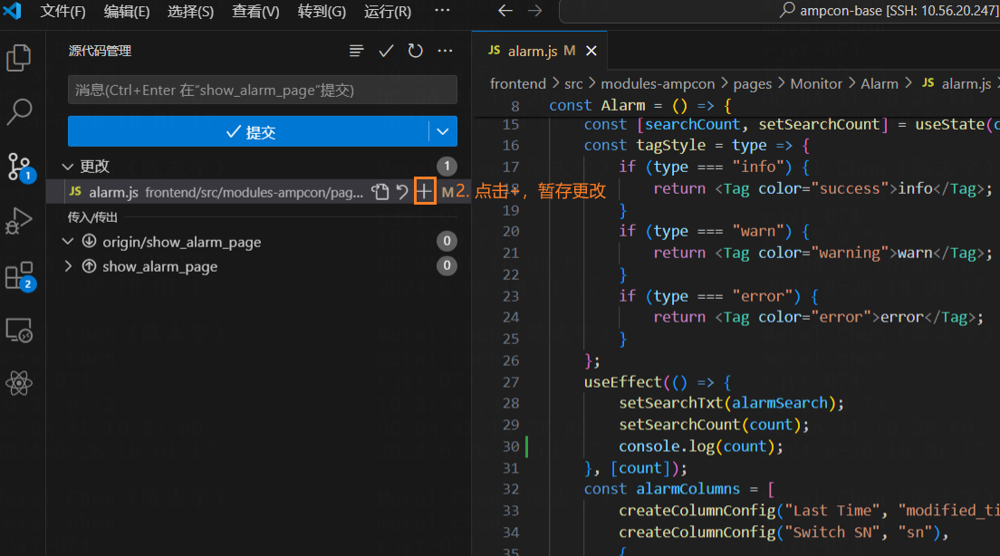 文件(F) 编辑(E) 选择(S) 查看(V) 转到(G) 运行(R) ··· ampcon-base [SSH: 10.56.20.247]
源代码管理
消息(Ctrl+Enter 在“show_alarm_page”提交)
提交
更改 1
JS alarm.js frontend/src/modules-ampcon/pag... M
2. 点击+，暂存更改
传入/传出
origin/show_alarm_page 0
show_alarm_page 0
1
2
JS alarm.js M
frontend > src > modules-ampcon > pages > Monitor > Alarm > JS alarm.js >
8 const Alarm = () => {
15 const [searchCount, setSearchCount] = useState(
16 const tagStyle = type => {
17 if (type === "info") {
18 return <Tag color="success">info</Tag>;
19 }
20 if (type === "warn") {
21 return <Tag color="warning">warn</Tag>;
22 }
23 if (type === "error") {
24 return <Tag color="error">error</Tag>;
25 }
26 };
27 useEffect(() => {
28 setSearchTxt(alarmSearch);
29 setSearchCount(count);
30 console.log(count);
31 }, [count]);
32 const alarmColumns = [
33 createColumnConfig("Last Time", "modified_ti
34 createColumnConfig("Switch SN", "sn"),
35 {